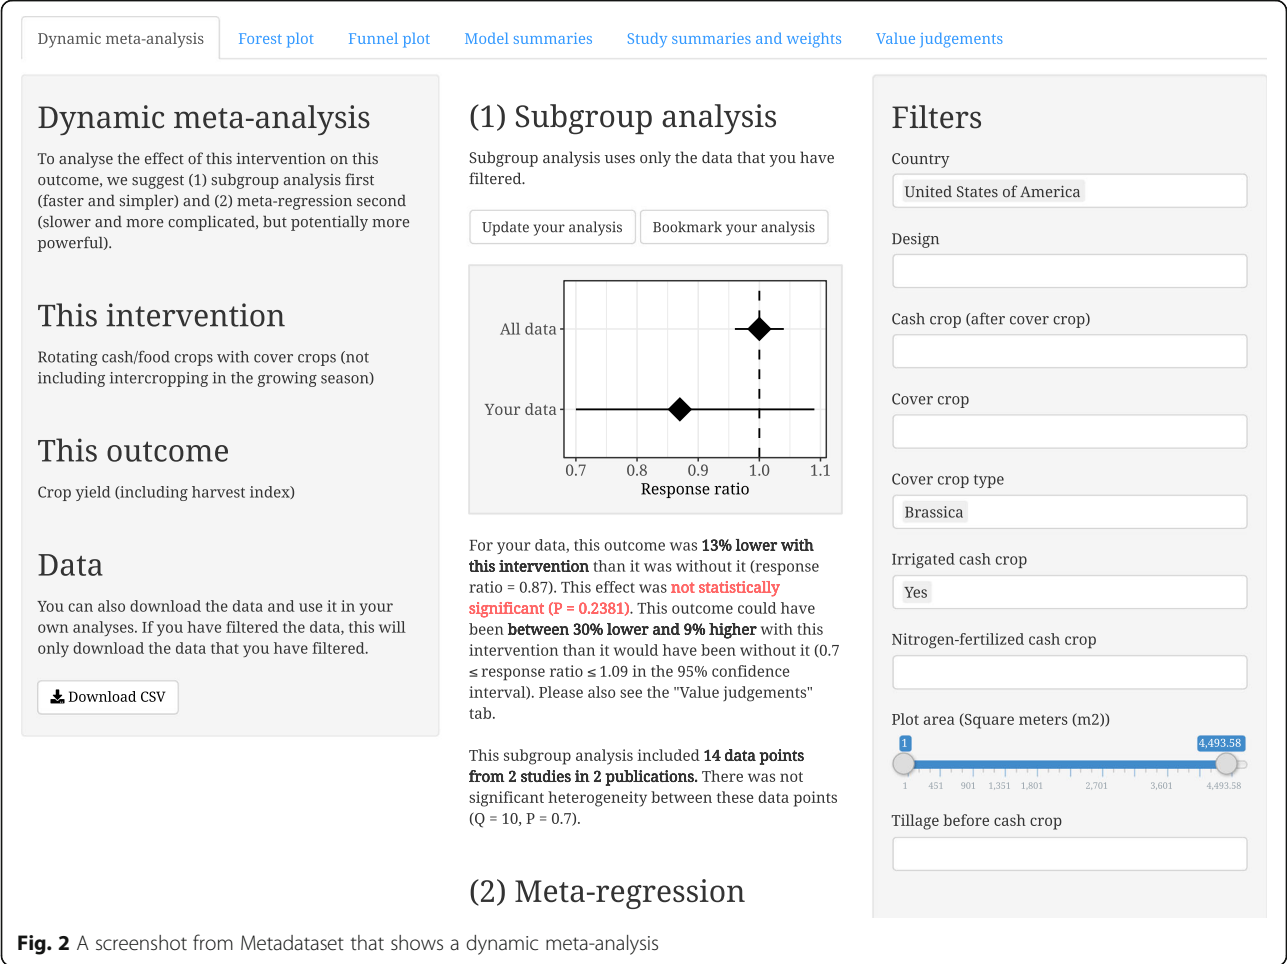 Dynamic meta-analysis
Forest plot
Funnel plot
Model summaries
Study summaries and weights
Value judgements
Dynamic meta-analysis
To analyse the effect of this intervention on this
outcome, we suggest (1) subgroup analysis first
(faster and simpler) and (2) meta-regression second
(slower and more complicated, but potentially more
powerful).
This intervention
Rotating cash/food crops with cover crops (not
including intercropping in the growing season)
This outcome
Crop yield (including harvest index)
Data
You can also download the data and use it in your
own analyses. If you have filtered the data, this will
only download the data that you have filtered.
Download CSV
(1) Subgroup analysis
Subgroup analysis uses only the data that you have
filtered.
Update your analysis
Bookmark your analysis
All data
Your data
0.7 0.8 0.9 1.0 1.1
Response ratio
For your data, this outcome was 13% lower with
this intervention than it was without it (response
ratio = 0.87). This effect was not statistically
significant (P = 0.2381). This outcome could have
been between 30% lower and 9% higher with this
intervention than it would have been without it (0.7
≤ response ratio ≤ 1.09 in the 95% confidence
interval). Please also see the "Value judgements"
tab.
This subgroup analysis included 14 data points
from 2 studies in 2 publications. There was not
significant heterogeneity between these data points
(Q = 10, P = 0.7).
(2) Meta-regression
Filters
Country
United States of America
Design
Cash crop (after cover crop)
Cover crop
Cover crop type
Brassica
Irrigated cash crop
Yes
Nitrogen-fertilized cash crop
Plot area (Square meters (m2))
1 4,493.58
1 451 901 1,351 1,801 2,701 3,601 4,493.58
Tillage before cash crop
Fig. 2 A screenshot from Metadataset that shows a dynamic meta-analysis